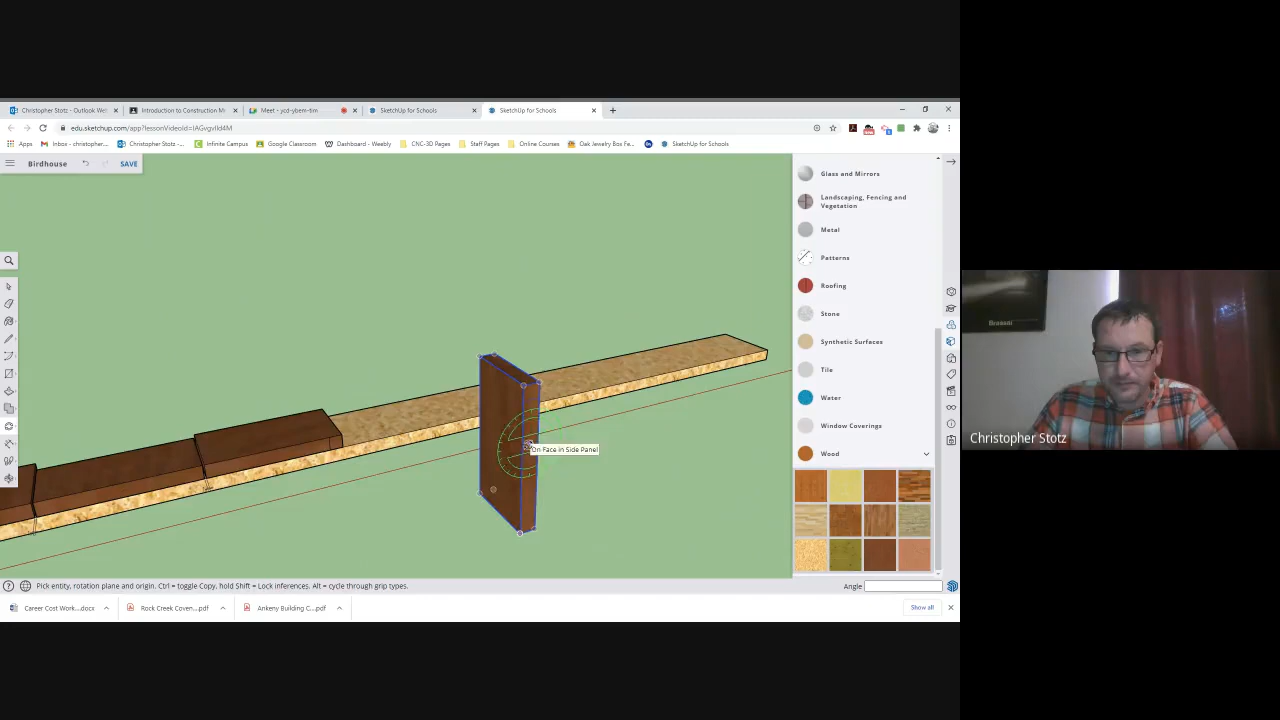 Christopher Stotz - Outlook We
Introduction to Construction M
Meet - ycd-ybem-tim
SketchUp for Schools
SketchUp for Schools
edu.sketchup.com/app?lessonVideoId=IAGvgvIld4M
Apps
Inbox - christopher....
Christopher Stotz -...
Infinite Campus
Google Classroom
Dashboard - Weebly
CNC-3D Pages
Staff Pages
Online Courses
Oak Jewelry Box Fe...
SketchUp for Schools
Birdhouse
SAVE
Glass and Mirrors
Landscaping, Fencing and
Vegetation
Metal
Patterns
Roofing
Stone
Synthetic Surfaces
Tile
Water
Window Coverings
Wood
On Face in Side Panel
Christopher Stotz
Pick entity, rotation plane and origin. Ctrl = toggle Copy, hold Shift = Lock inferences. Alt = cycle through grip types.
Angle
Career Cost Work...docx
Rock Creek Coven....pdf
Ankeny Building C....pdf
Show all